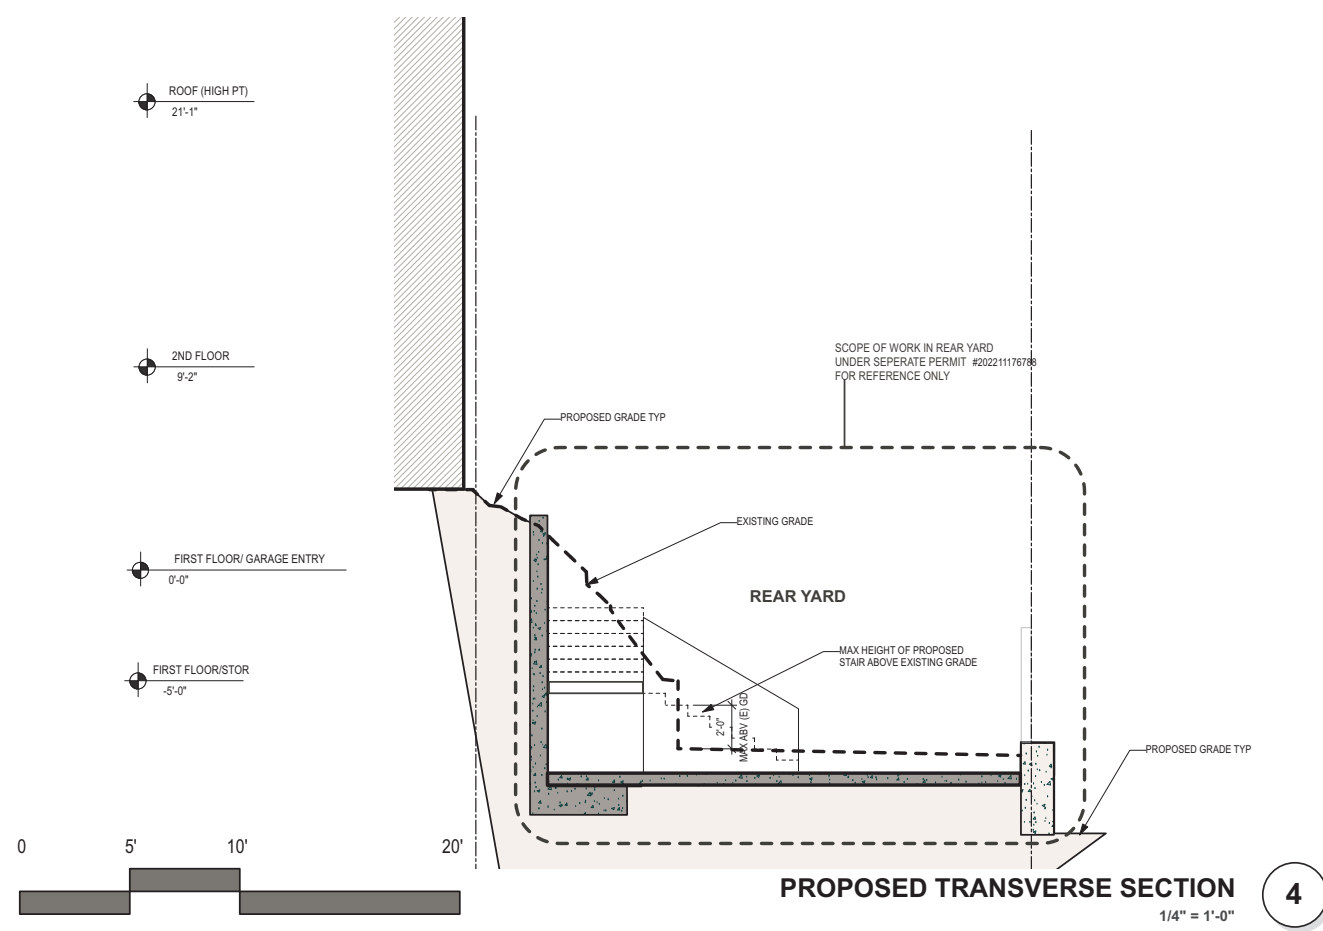 ROOF (HIGH PT)
21'-1"
2ND FLOOR
9'-2"
SCOPE OF WORK IN REAR YARD
UNDER SEPERATE PERMIT #202211176788
FOR REFERENCE ONLY
PROPOSED GRADE TYP
EXISTING GRADE
FIRST FLOOR/ GARAGE ENTRY
0'-0"
REAR YARD
MAX HEIGHT OF PROPOSED
STAIR ABOVE EXISTING GRADE
FIRST FLOOR/STOR
-5'-0"
2'-0"
MAX ABV (E) GD
PROPOSED GRADE TYP
0 5' 10' 20'
PROPOSED TRANSVERSE SECTION
1/4" = 1'-0"
4